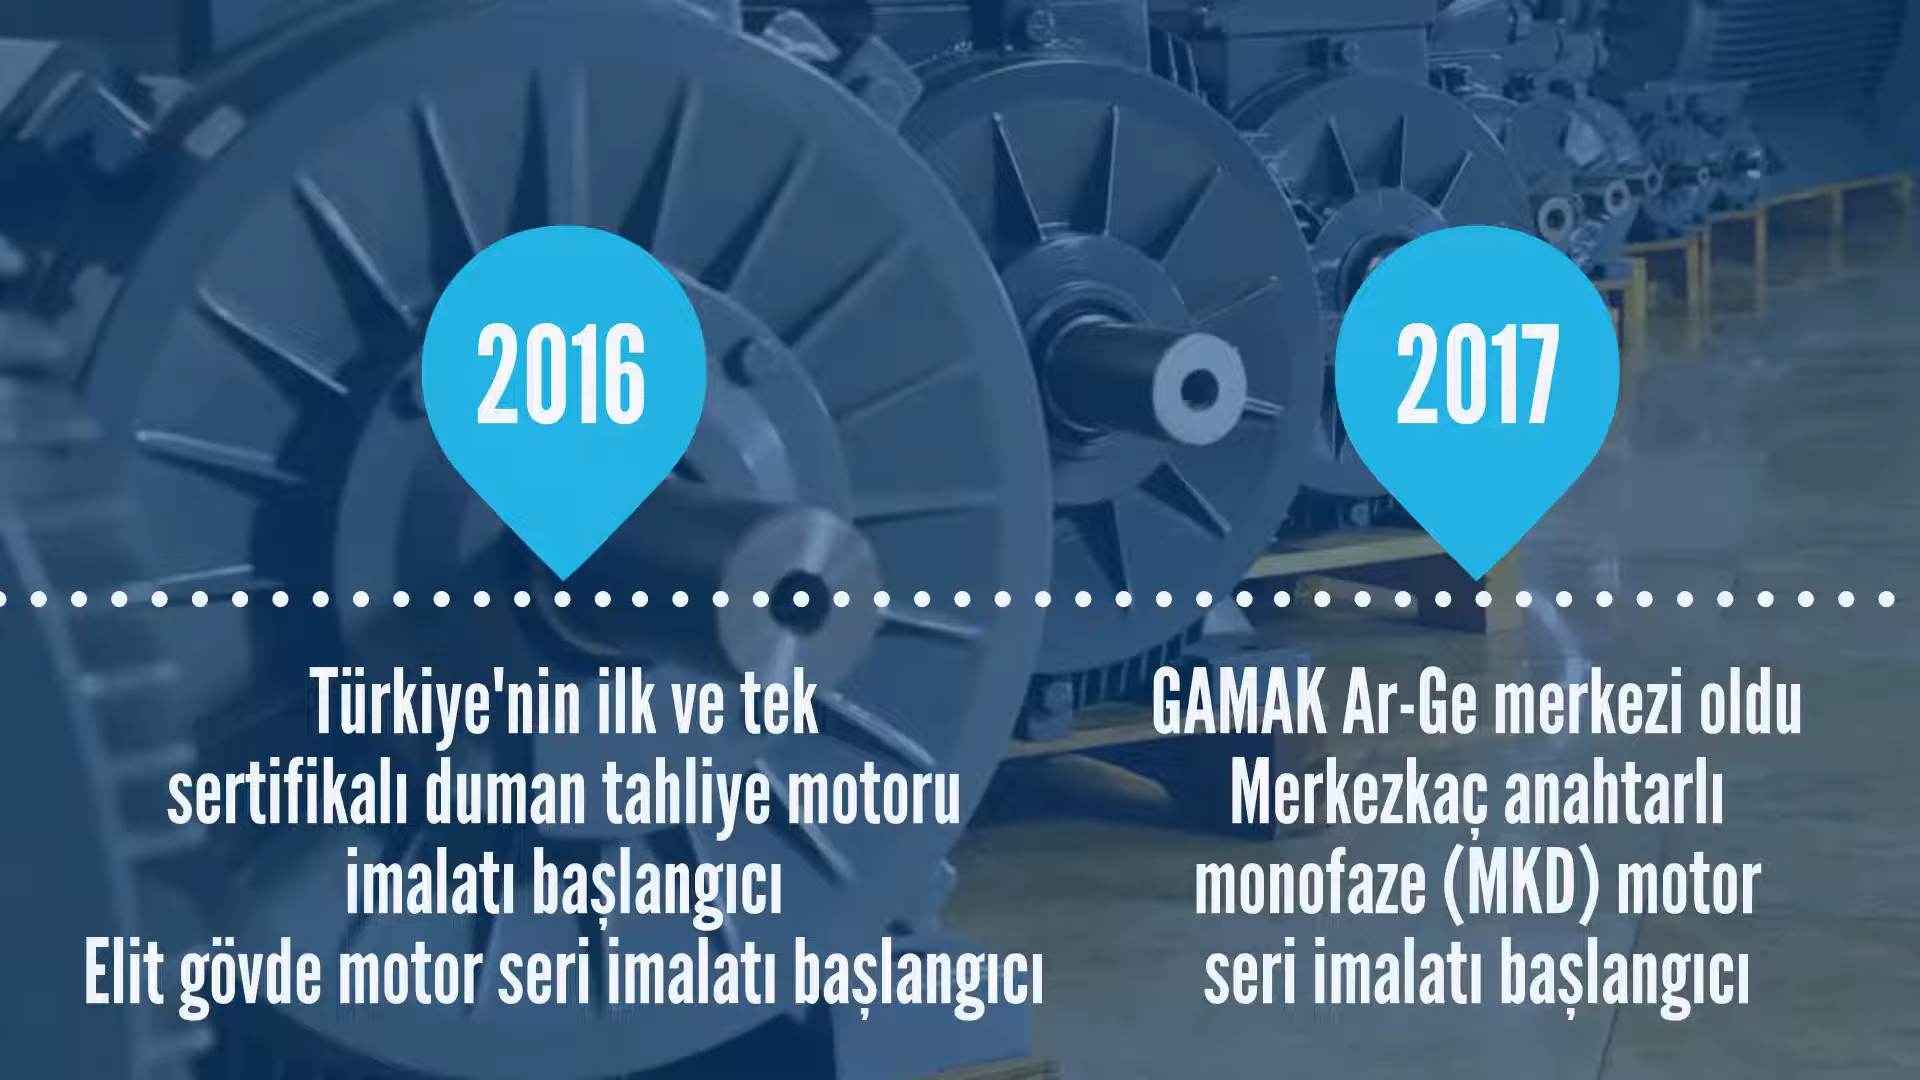 2016
Türkiye'nin ilk ve tek
sertifikalı duman tahliye motoru
imalatı başlangıcı
Elit gövde motor seri imalatı başlangıcı
2017
GAMAK Ar-Ge merkezi oldu
Merkezkaç anahtarlı
monofaze (MKD) motor
seri imalatı başlangıcı